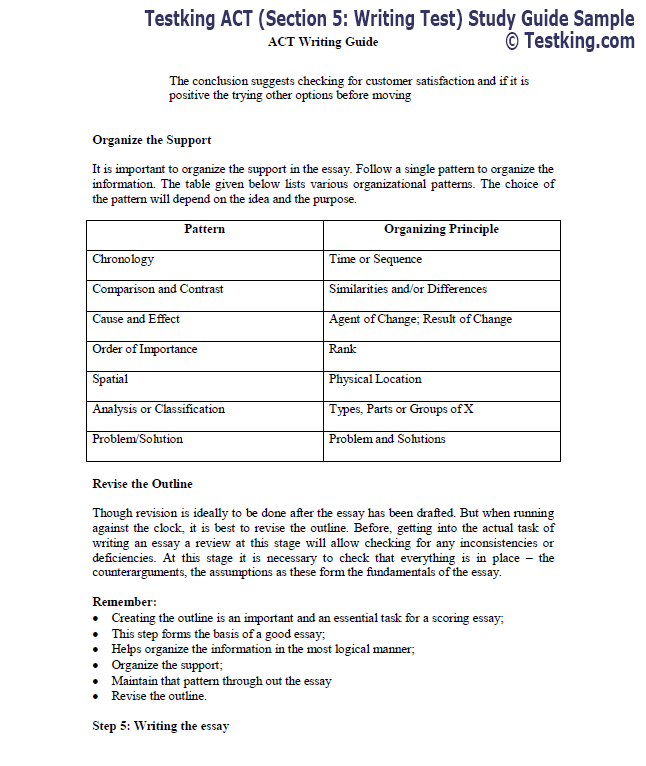 Testking ACT (Section 5: Writing Test) Study Guide Sample
ACT Writing Guide
© Testking.com
The conclusion suggests checking for customer satisfaction and if it is
positive the trying other options before moving
Organize the Support
It is important to organize the support in the essay. Follow a single pattern to organize the
information. The table given below lists various organizational patterns. The choice of
the pattern will depend on the idea and the purpose.
Pattern Organizing Principle
Chronology Time or Sequence
Comparison and Contrast Similarities and/or Differences
Cause and Effect Agent of Change; Result of Change
Order of Importance Rank
Spatial Physical Location
Analysis or Classification Types, Parts or Groups of X
Problem/Solution Problem and Solutions
Revise the Outline
Though revision is ideally to be done after the essay has been drafted. But when running
against the clock, it is best to revise the outline. Before, getting into the actual task of
writing an essay a review at this stage will allow checking for any inconsistencies or
deficiencies. At this stage it is necessary to check that everything is in place – the
counterarguments, the assumptions as these form the fundamentals of the essay.
Remember:
• Creating the outline is an important and an essential task for a scoring essay;
• This step forms the basis of a good essay;
• Helps organize the information in the most logical manner;
• Organize the support;
• Maintain that pattern through out the essay
• Revise the outline.
Step 5: Writing the essay